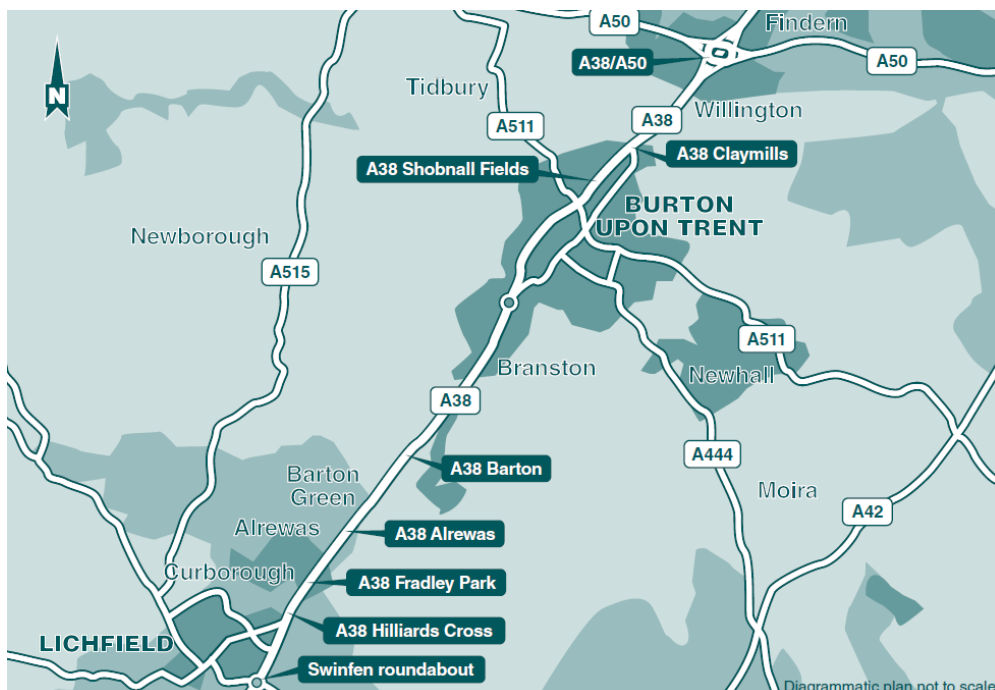 A50
Findern
A38/A50
A50
Tidbury
Willington
A511
A38
A38 Claymills
A38 Shobnall Fields
BURTON
UPON TRENT
Newborough
A515
A511
Branston
Newhall
A38
A444
A38 Barton
Barton
Green
Moira
A42
Alrewas
A38 Alrewas
Curborough
A38 Fradley Park
A38 Hilliards Cross
LICHFIELD
Swinfen roundabout
Diagrammatic plan not to scale
N